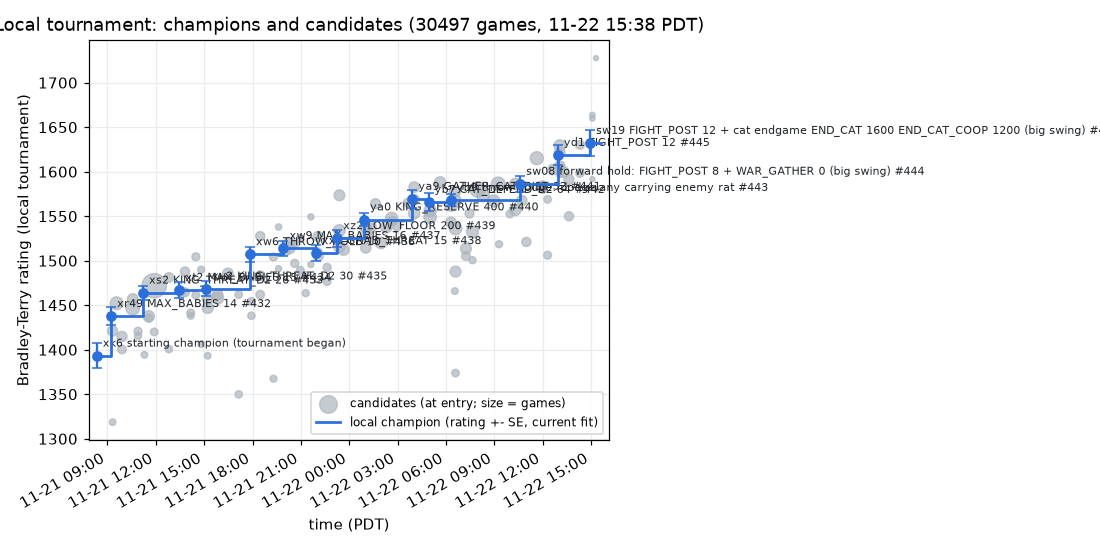 Local tournament: champions and candidates (30497 games, 11-22 15:38 PDT)
Bradley-Terry rating (local tournament)
1700
1650
1600
1550
1500
1450
1400
1350
1300
sw19 FIGHT_POST 12 + cat endgame END_CAT 1600 END_CAT_COOP 1200 (big swing)
FIGHT_POST 12 #445
sw08 forward hold: FIGHT_POST 8 + WAR_GATHER 0 (big swing) #444
carrying enemy rat #443
ya0 KING_RESERVE 400 #440
xz2 LOW_FLOOR 200 #439
xw9 MAX_BABIES 16 #437
15 #438
xw6
30 #435
xs2 KING_THREAT_D2
xr49 MAX_BABIES 14 #432
xk6 starting champion (tournament began)
candidates (at entry; size = games)
local champion (rating +- SE, current fit)
11-21 09:00
11-21 12:00
11-21 15:00
11-21 18:00
11-21 21:00
11-22 00:00
11-22 03:00
11-22 06:00
11-22 09:00
11-22 12:00
11-22 15:00
time (PDT)